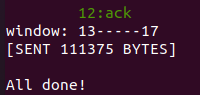 12:ack
window: 13-----17
[SENT 111375 BYTES]
All done!